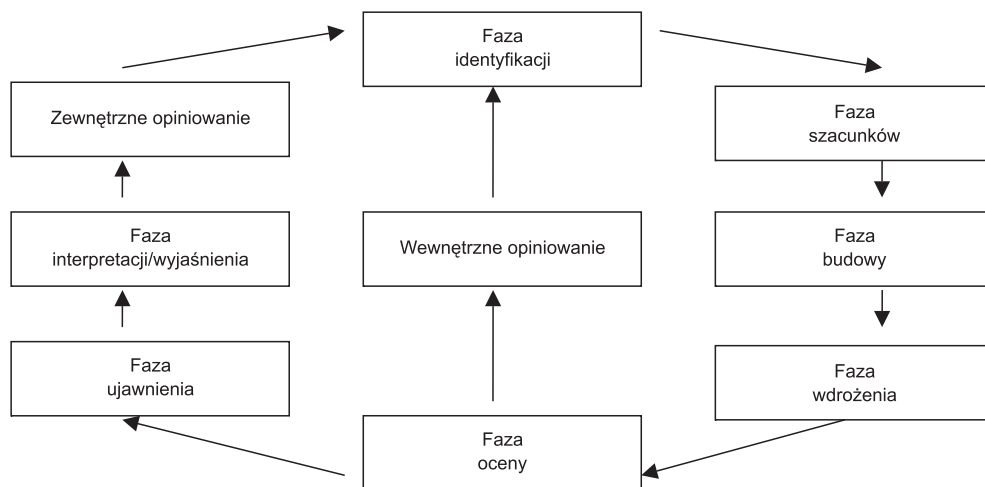 Faza
identyfikacji
Zewnętrzne opiniowanie
Faza
szacunków
Faza
interpretacji/wyjaśnienia
Wewnętrzne opiniowanie
Faza
budowy
Faza
ujawnienia
Faza
wdrożenia
Faza
oceny